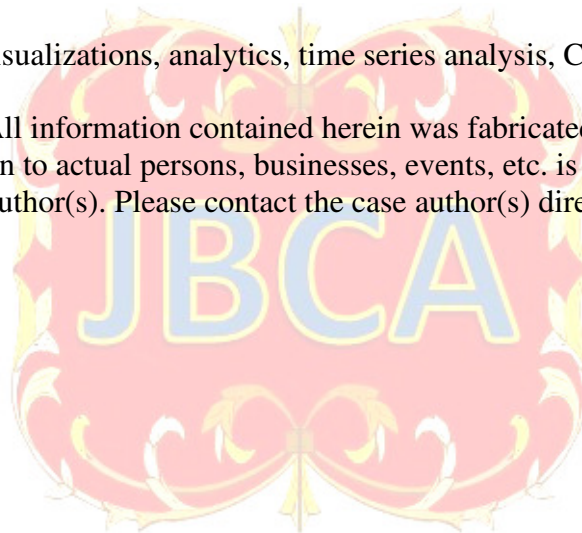 sualizations, analytics, time series analysis, C
All information contained herein was fabricated
n to actual persons, businesses, events, etc. is
uthor(s). Please contact the case author(s) dire
JBCA